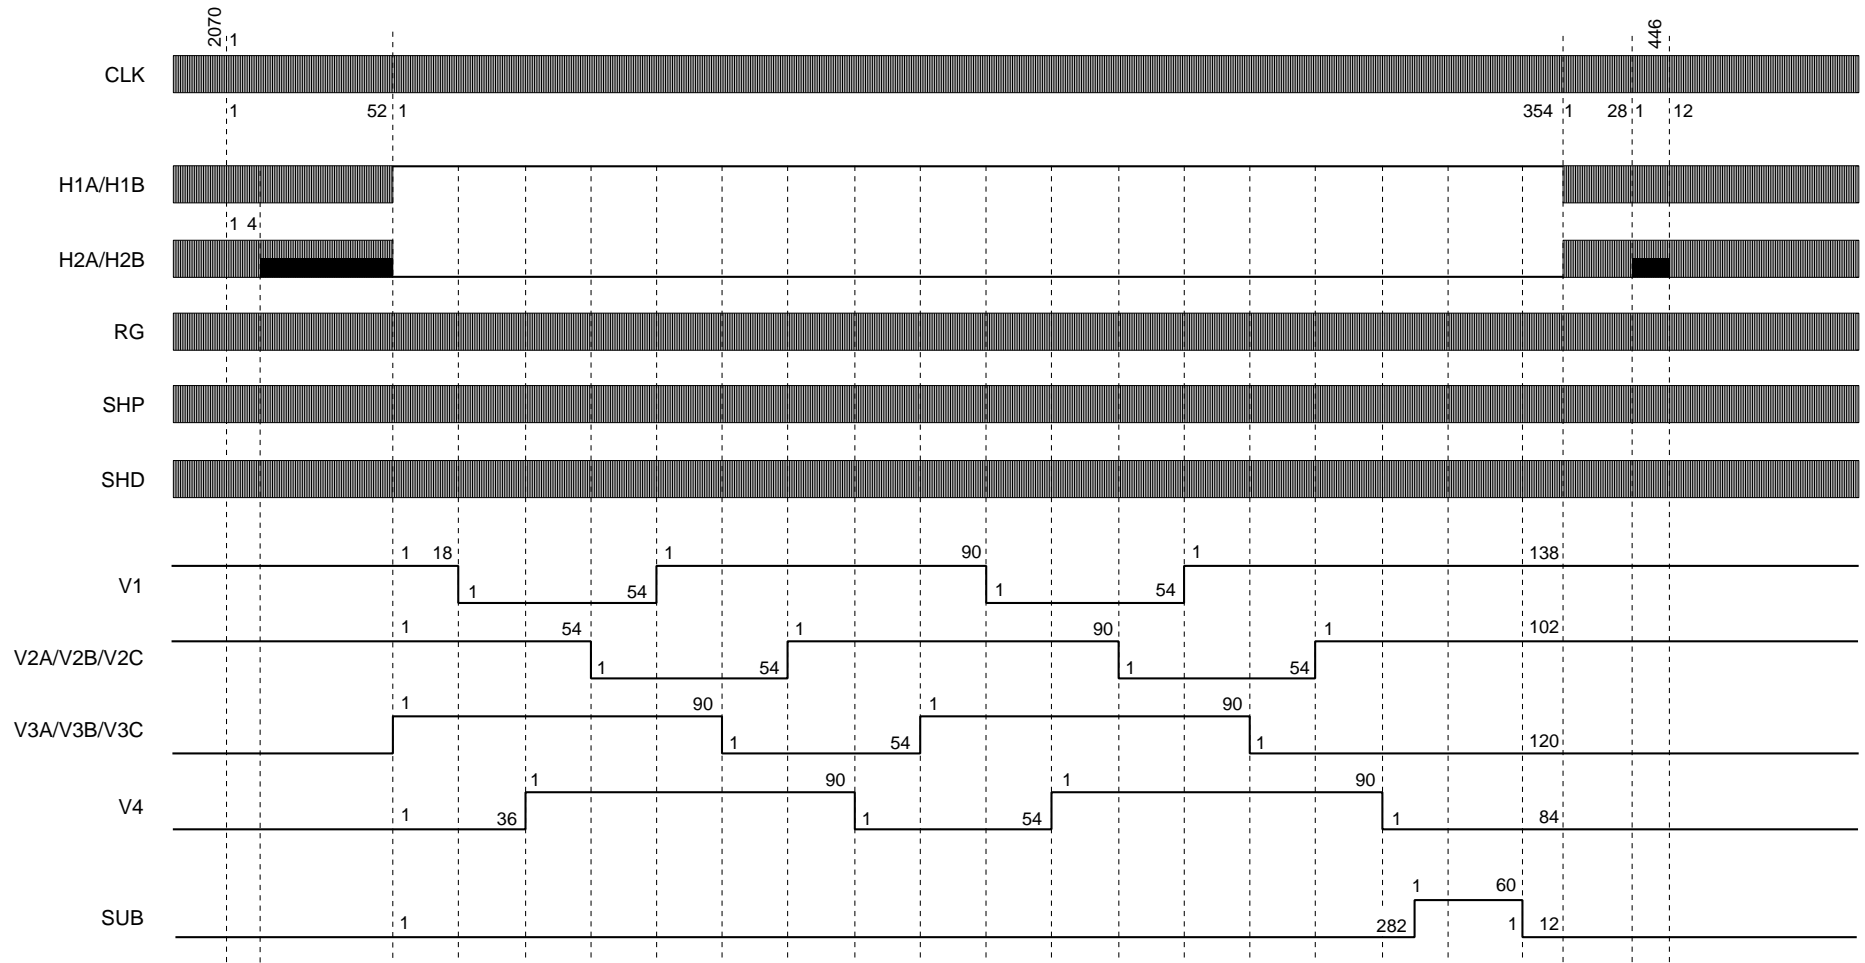 2070 1 446
CLK
1 52 1 354 1 28 1 12
H1A/H1B
1 4
H2A/H2B
RG
SHP
SHD
1 18 1 90 1 138
V1
1 54 1 54
1 54 1 90 1 102
V2A/V2B/V2C
1 54 1 54
1 90 1 90
V3A/V3B/V3C
1 54 1 120
1 90 1 90
V4
1 36 1 54 1 84
1 60
SUB
1 282 1 12